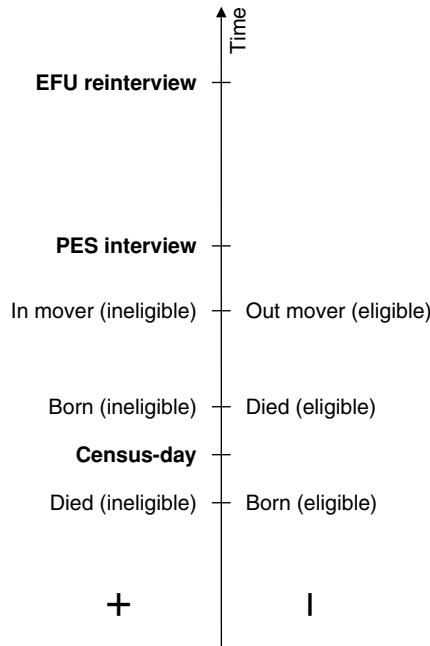 Time
EFU reinterview
PES interview
In mover (ineligible) Out mover (eligible)
Born (ineligible) Died (eligible)
Census-day
Died (ineligible) Born (eligible)
+ I